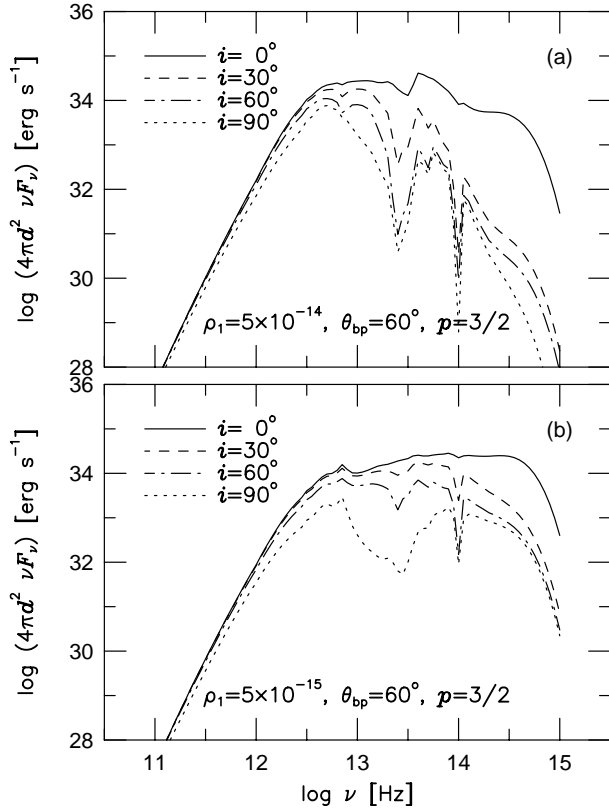 36
34
32
30
28
log (4πd² νFν) [erg s⁻¹]
i= 0°
i=30°
i=60°
i=90°
(a)
ρ₁=5×10⁻¹⁴, θbp=60°, p=3/2
36
34
32
30
28
log (4πd² νFν) [erg s⁻¹]
i= 0°
i=30°
i=60°
i=90°
(b)
ρ₁=5×10⁻¹⁵, θbp=60°, p=3/2
11 12 13 14 15
log ν [Hz]